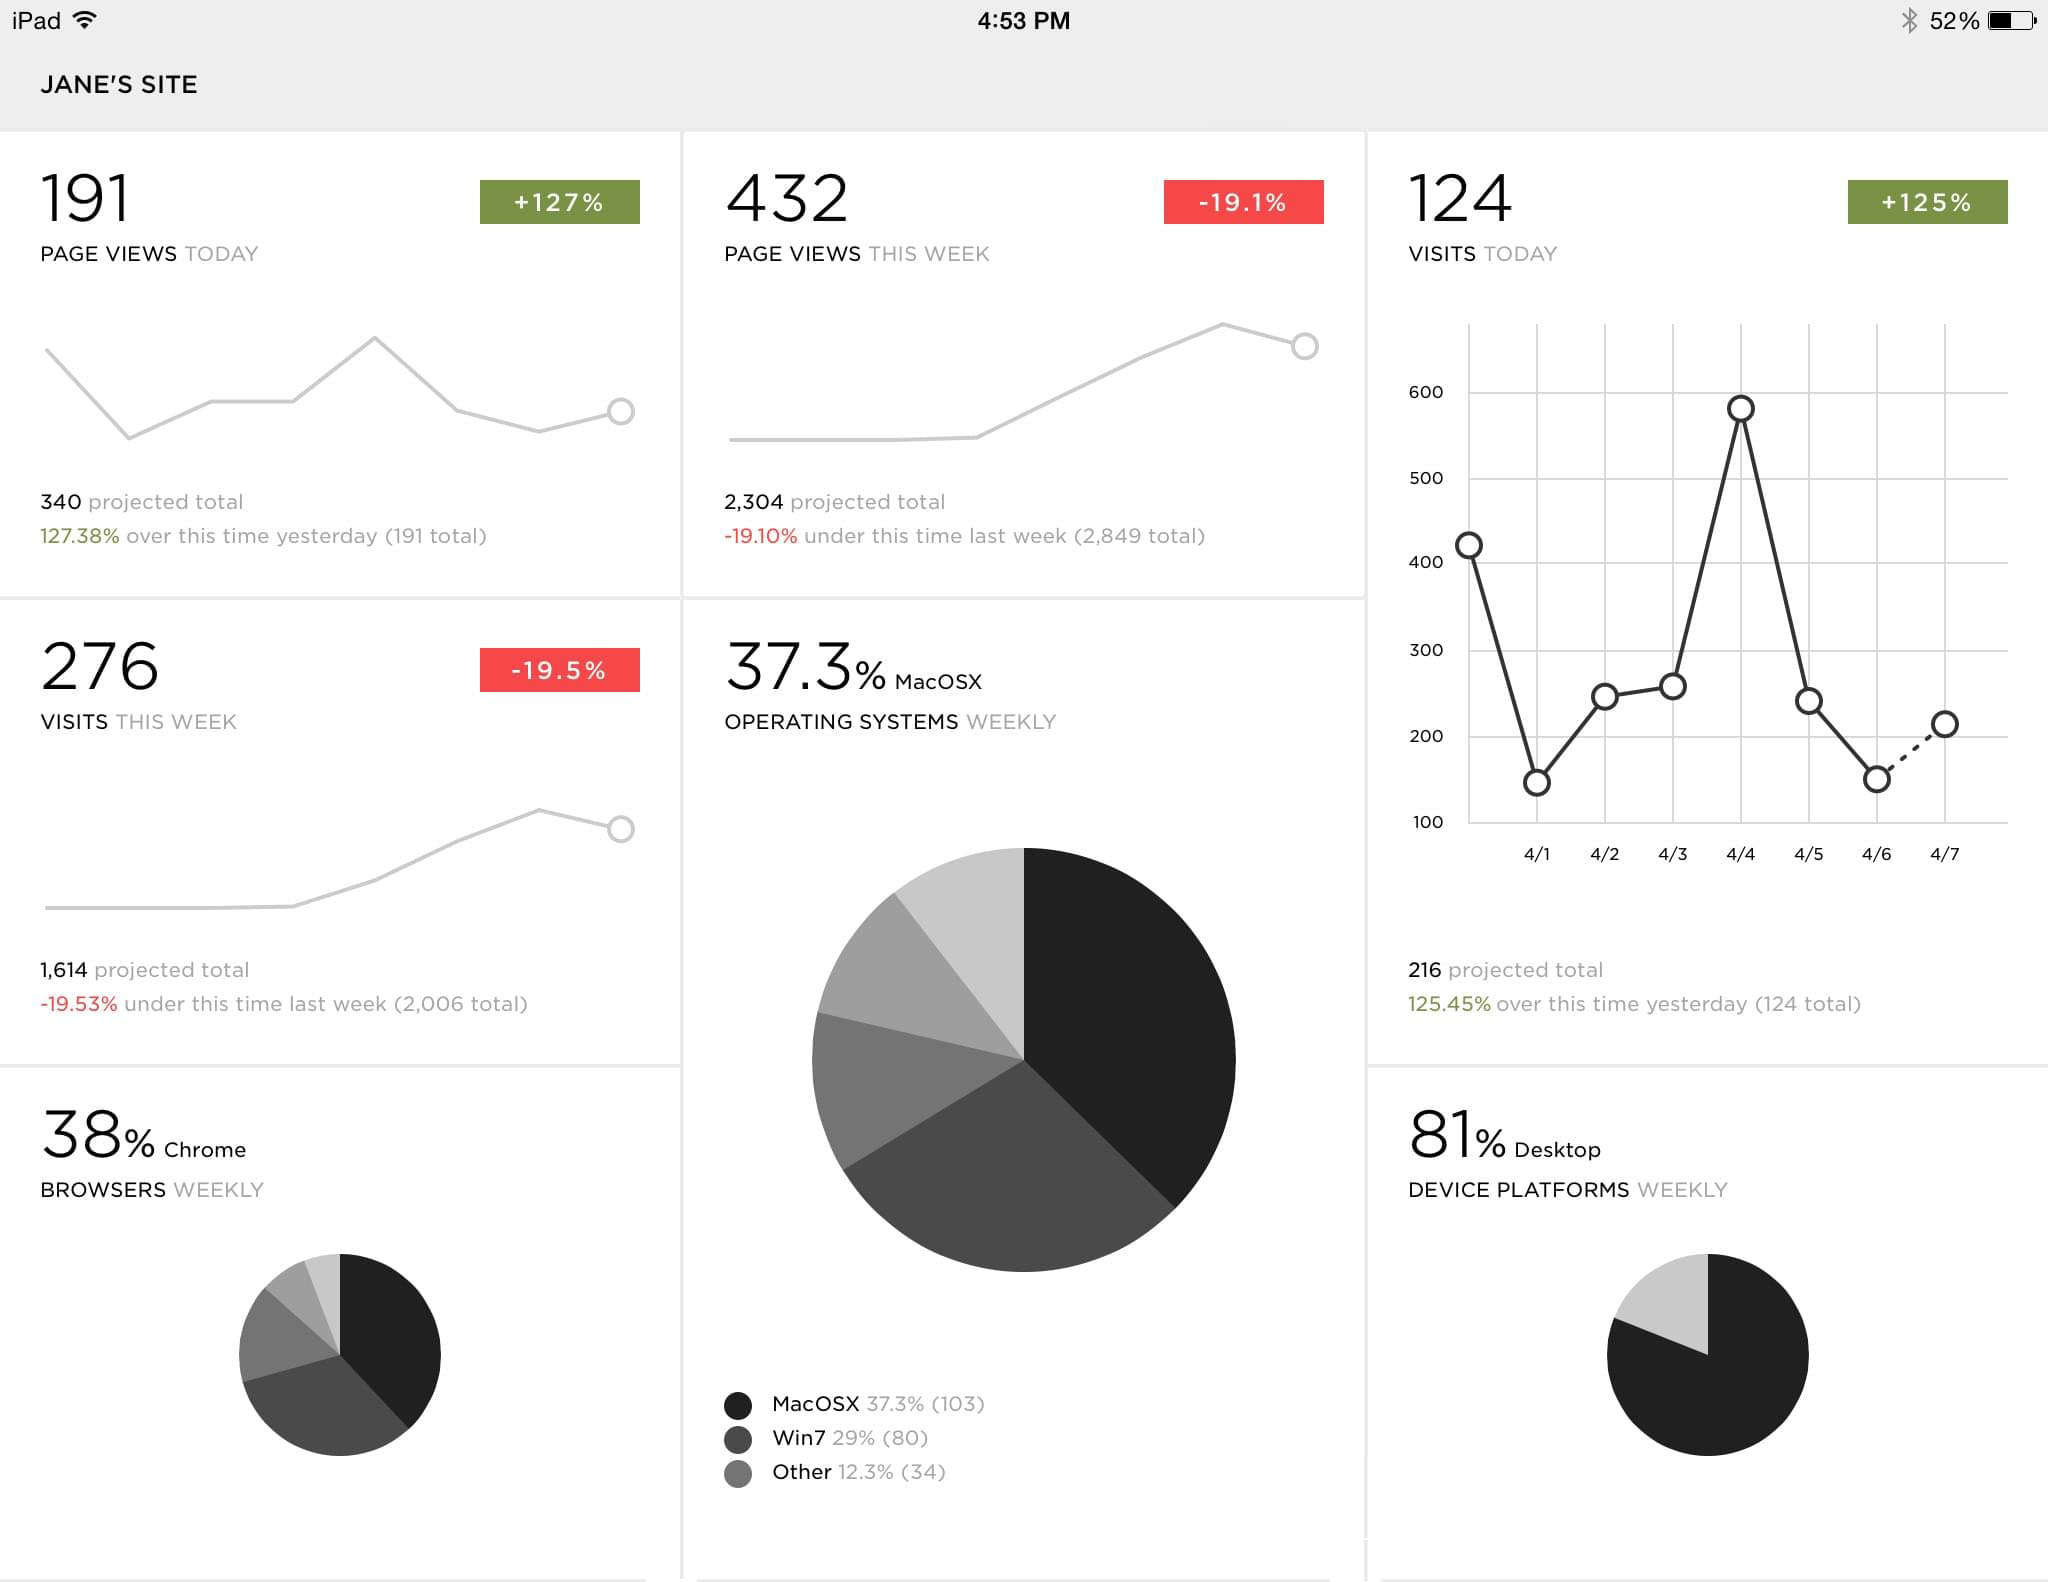 iPad 4:53 PM 52%
JANE'S SITE
191 +127%
PAGE VIEWS TODAY
340 projected total
127.38% over this time yesterday (191 total)
432 -19.1%
PAGE VIEWS THIS WEEK
2,304 projected total
-19.10% under this time last week (2,849 total)
124 +125%
VISITS TODAY
600
500
400
300
200
100
4/1 4/2 4/3 4/4 4/5 4/6 4/7
216 projected total
125.45% over this time yesterday (124 total)
276 -19.5%
VISITS THIS WEEK
1,614 projected total
-19.53% under this time last week (2,006 total)
37.3% MacOSX
OPERATING SYSTEMS WEEKLY
MacOSX 37.3% (103)
Win7 29% (80)
Other 12.3% (34)
38% Chrome
BROWSERS WEEKLY
81% Desktop
DEVICE PLATFORMS WEEKLY